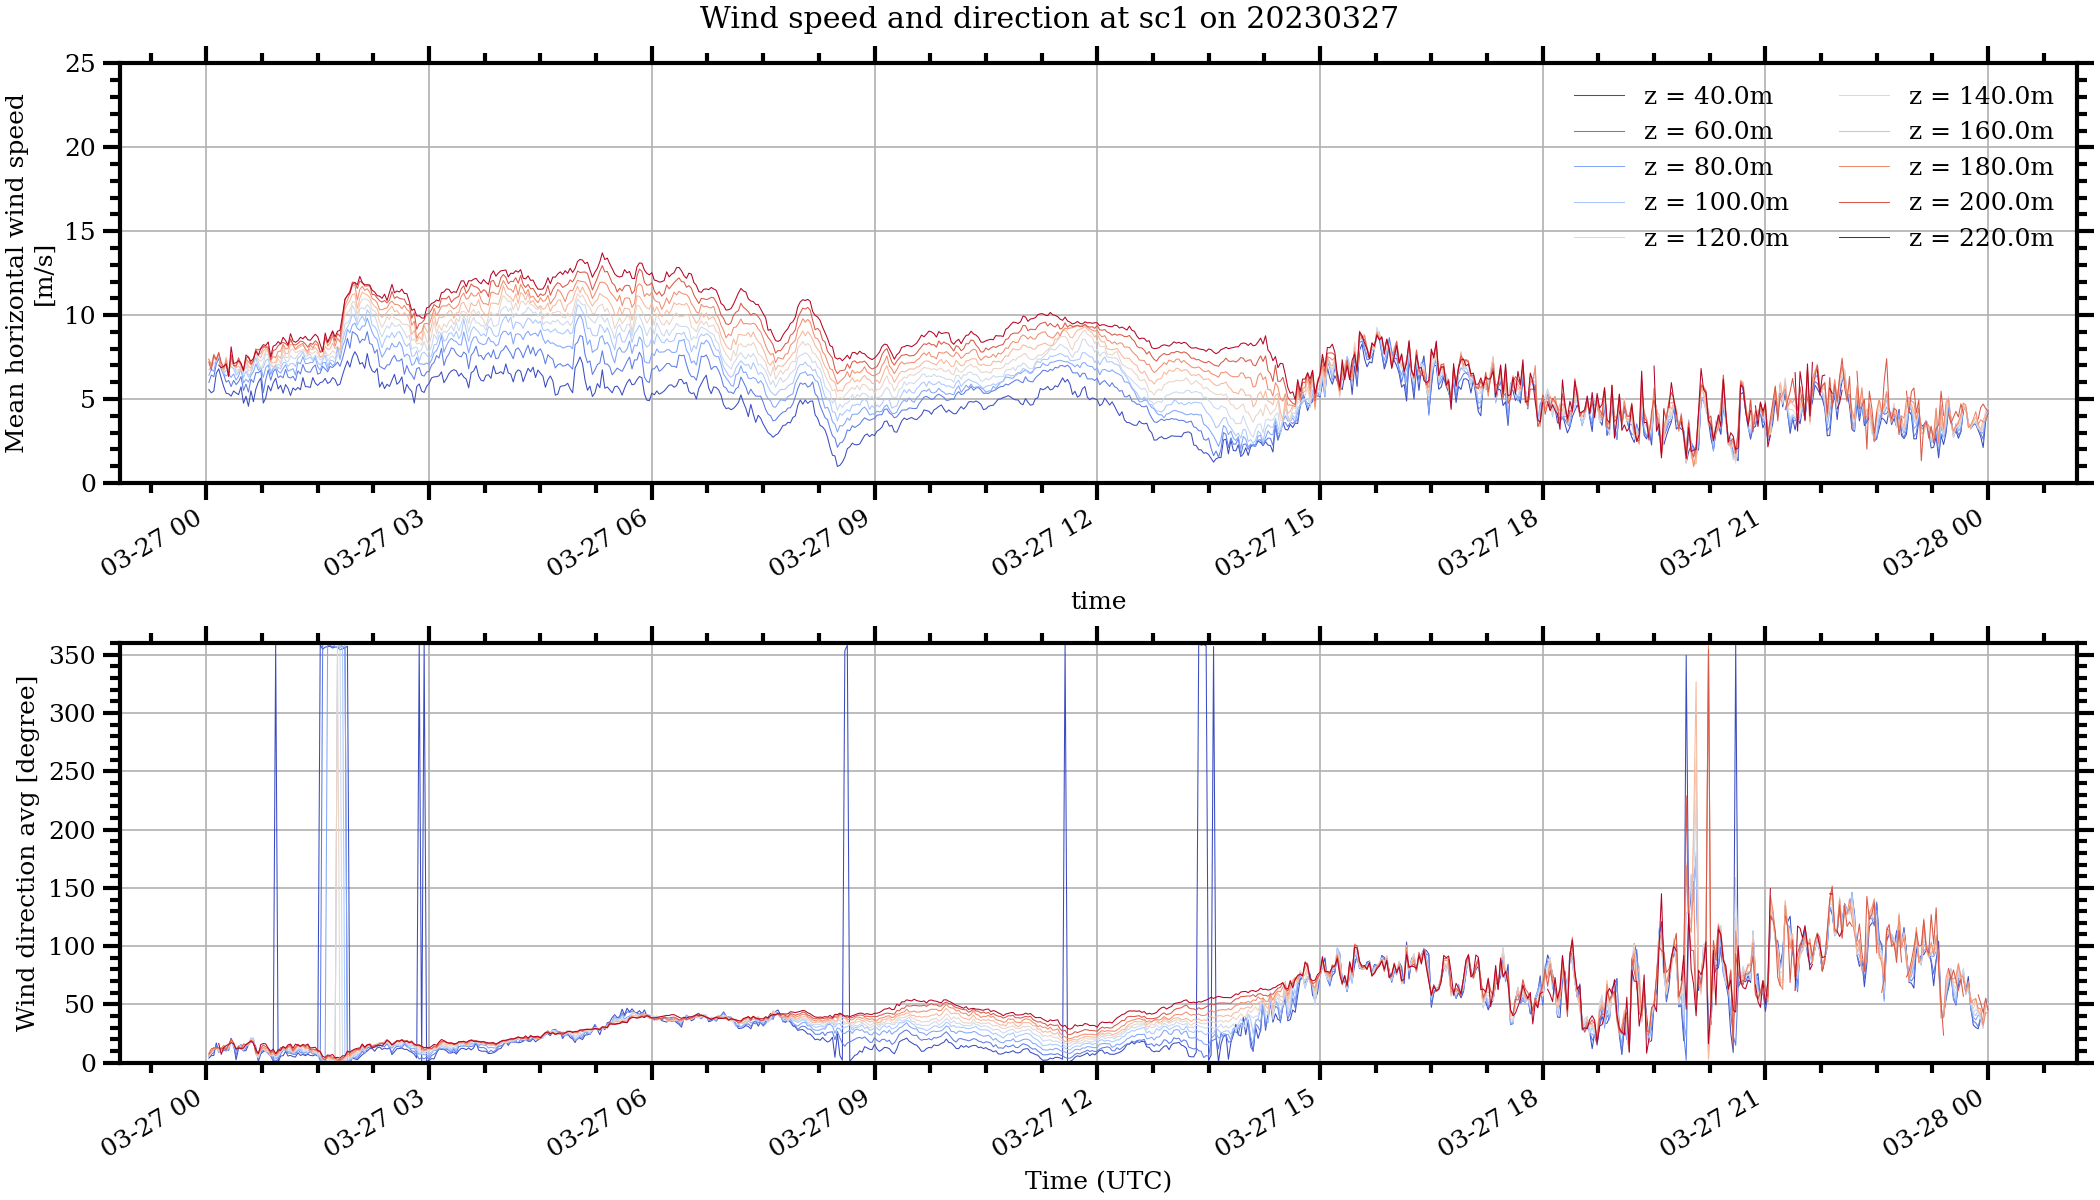 Wind speed and direction at sc1 on 20230327
Mean horizontal wind speed
[m/s]
25
20
15
10
5
0
z = 40.0m
z = 60.0m
z = 80.0m
z = 100.0m
z = 120.0m
z = 140.0m
z = 160.0m
z = 180.0m
z = 200.0m
z = 220.0m
03-27 00
03-27 03
03-27 06
03-27 09
03-27 12
03-27 15
03-27 18
03-27 21
03-28 00
time
Wind direction avg [degree]
350
300
250
200
150
100
50
0
03-27 00
03-27 03
03-27 06
03-27 09
03-27 12
03-27 15
03-27 18
03-27 21
03-28 00
Time (UTC)